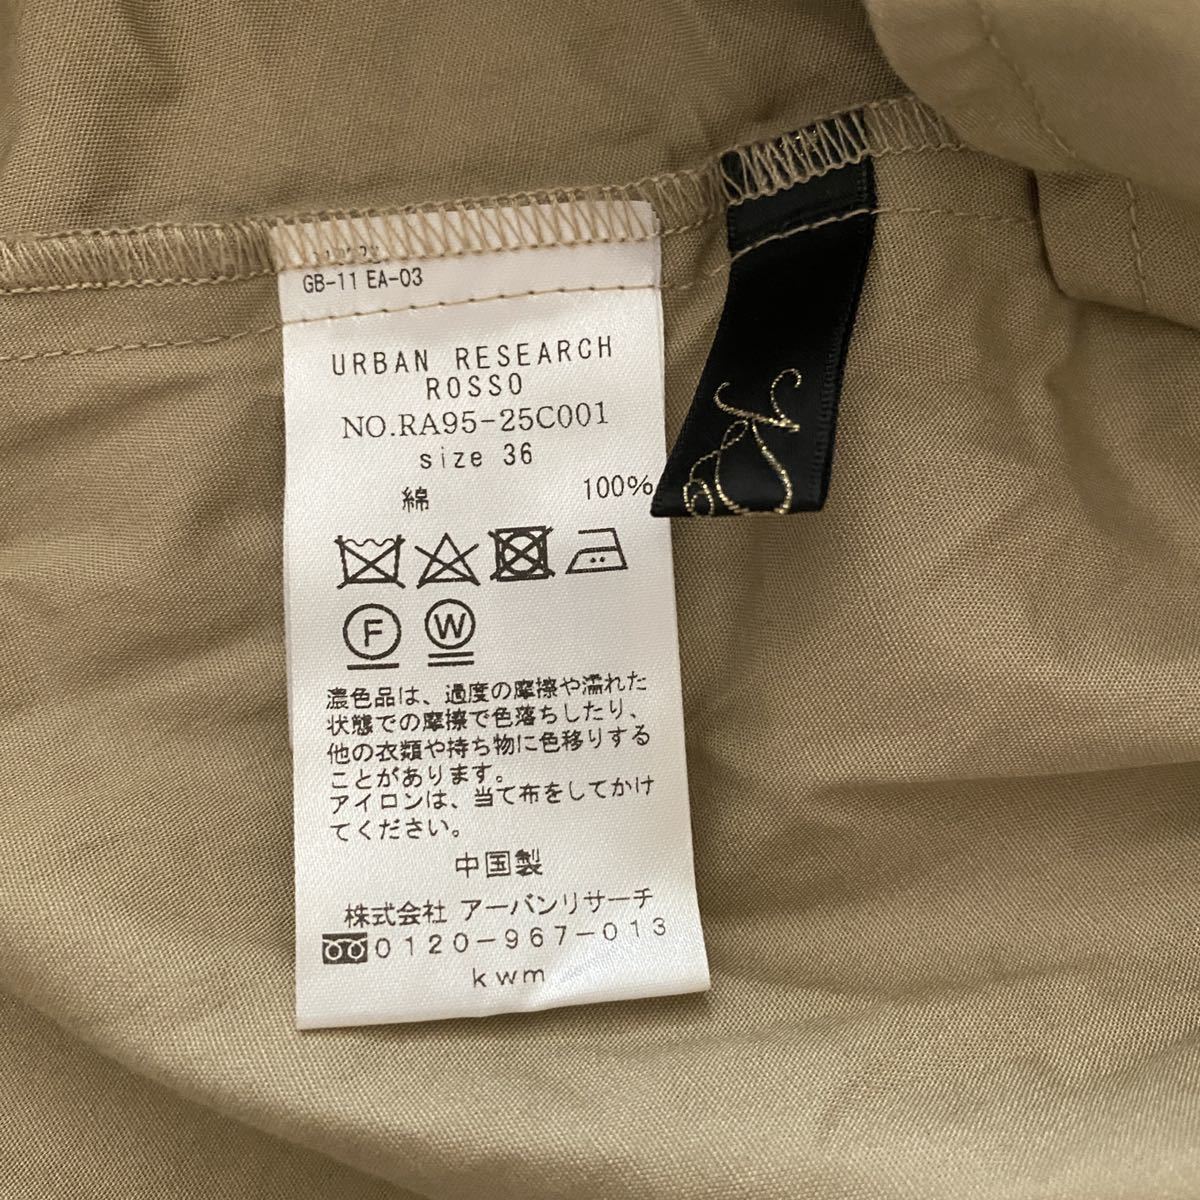 GB-11 EA-03
URBAN RESEARCH
ROSSO
NO.RA95-25C001
size 36
綿 100%
F W
濃色品は、過度の摩擦や濡れた
状態での摩擦で色落ちしたり、
他の衣類や持ち物に色移りする
ことがあります。
アイロンは、当て布をしてかけ
てください。
中国製
株式会社 アーバンリサーチ
0120-967-013
kwm